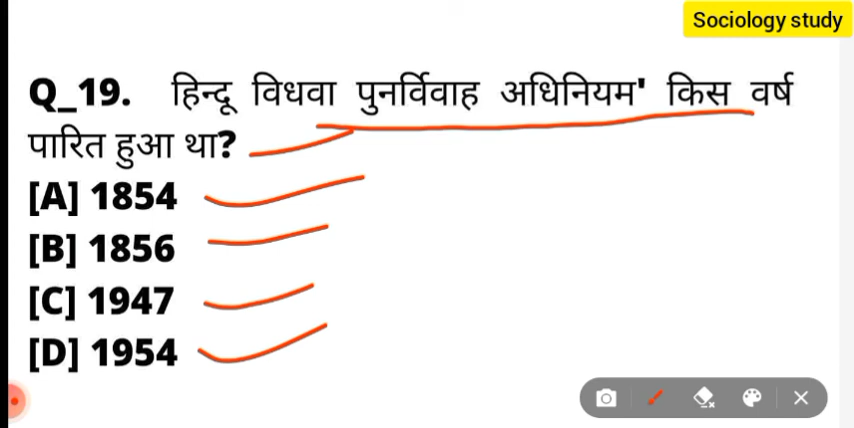 Sociology study
Q_19. हिन्दू विधवा पुनर्विवाह अधिनियम' किस वर्ष
पारित हुआ था?
[A] 1854
[B] 1856
[C] 1947
[D] 1954